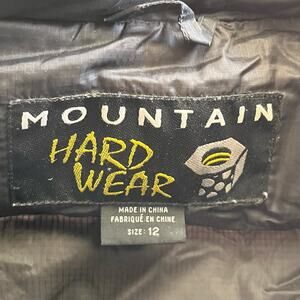 MOUNTAIN
HARD
WEAR
MADE IN CHINA
FABRIQUÉ EN CHINE
SIZE: 12